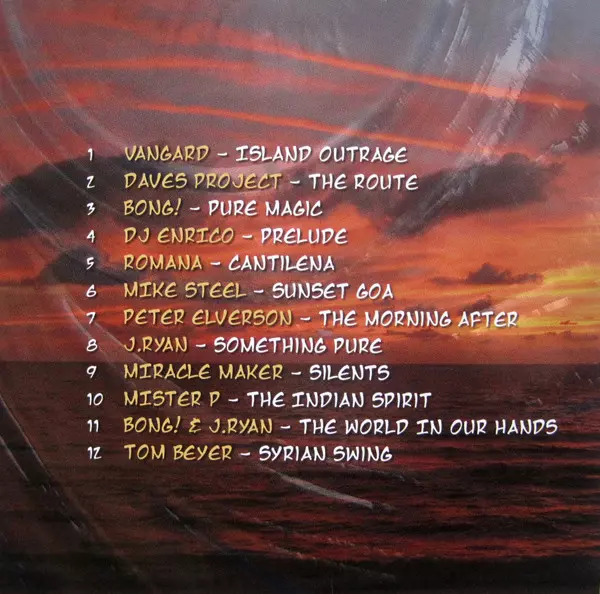 1 VANGARD – ISLAND OUTRAGE
2 DAVES PROJECT – THE ROUTE
3 BONG! – PURE MAGIC
4 DJ ENRICO – PRELUDE
5 ROMANA – CANTILENA
6 MIKE STEEL – SUNSET GOA
7 PETER ELVERSON – THE MORNING AFTER
8 J.RYAN – SOMETHING PURE
9 MIRACLE MAKER – SILENTS
10 MISTER P – THE INDIAN SPIRIT
11 BONG! & J.RYAN – THE WORLD IN OUR HANDS
12 TOM BEYER – SYRIAN SWING